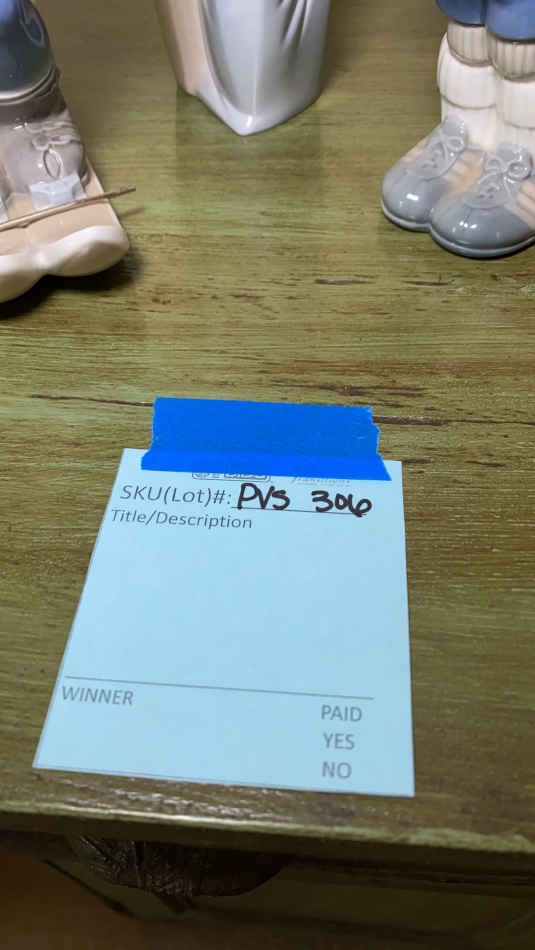 SKU(Lot)#: PVS 306
Title/Description
WINNER
PAID
YES
NO